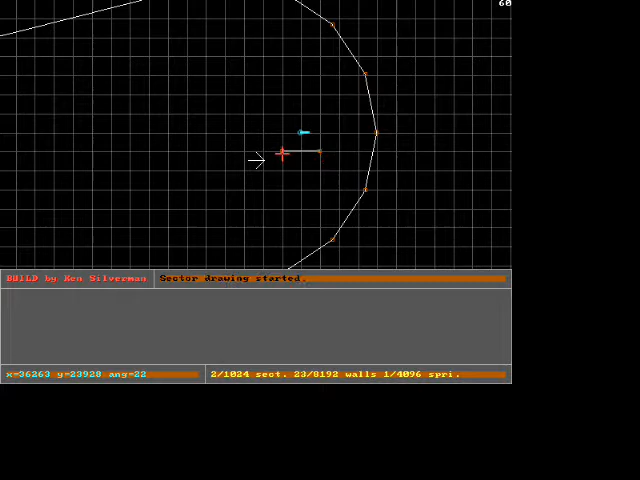 60
BUILD by Ken Silverman
Sector drawing started.
x=36263 y=23928 ang=22
2/1024 sect. 23/8192 walls 1/4096 spri.